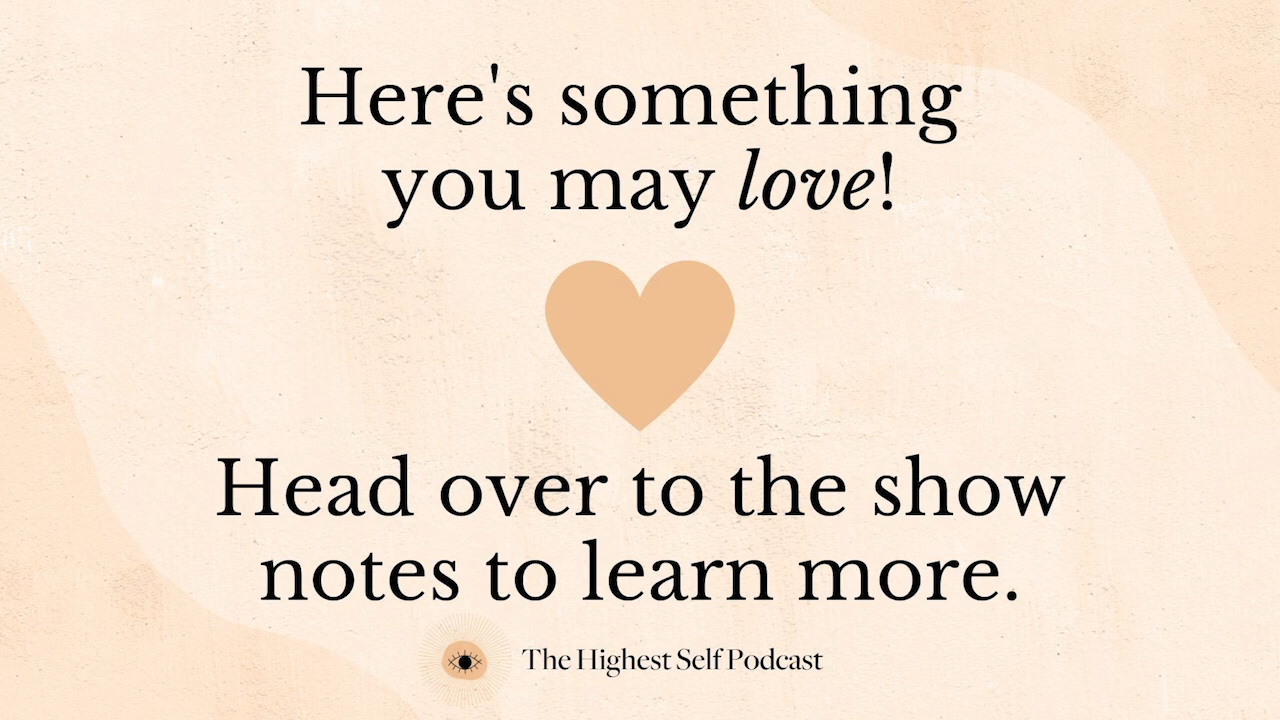 Here's something
you may love!
Head over to the show
notes to learn more.
The Highest Self Podcast